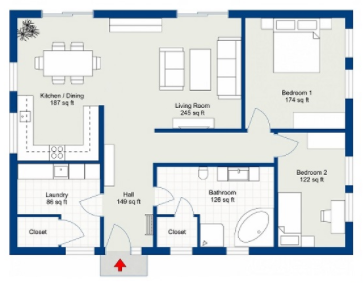 Kitchen / Dining
187 sq ft
Living Room
245 sq ft
Bedroom 1
174 sq ft
Bedroom 2
122 sq ft
Laundry
86 sq ft
Hall
149 sq ft
Bathroom
126 sq ft
Closet
Closet